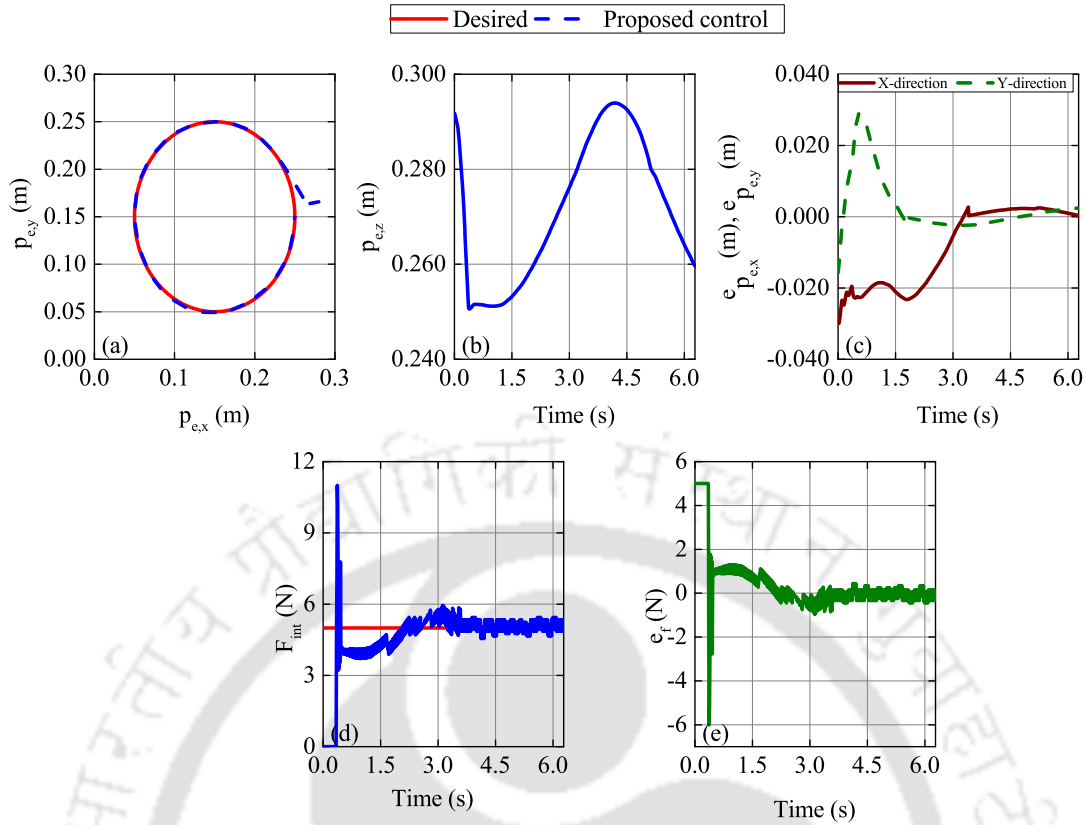 Desired Proposed control
0.30
0.25
0.20
0.15
0.10
0.05
0.00
p_e,y (m)
(a)
0.0 0.1 0.2 0.3
p_e,x (m)
0.300
0.280
0.260
0.240
p_e,z (m)
(b)
0.0 1.5 3.0 4.5 6.0
Time (s)
0.040
0.020
0.000
-0.020
-0.040
e_p_e,x (m), e_p_e,y (m)
X-direction Y-direction
(c)
0.0 1.5 3.0 4.5 6.0
Time (s)
12
9
6
3
0
F_int (N)
(d)
0.0 1.5 3.0 4.5 6.0
Time (s)
6
4
2
0
-2
-4
-6
e_f (N)
(e)
0.0 1.5 3.0 4.5 6.0
Time (s)
भारतीय प्रौद्योगिकी संस्थान गुवाहाटी